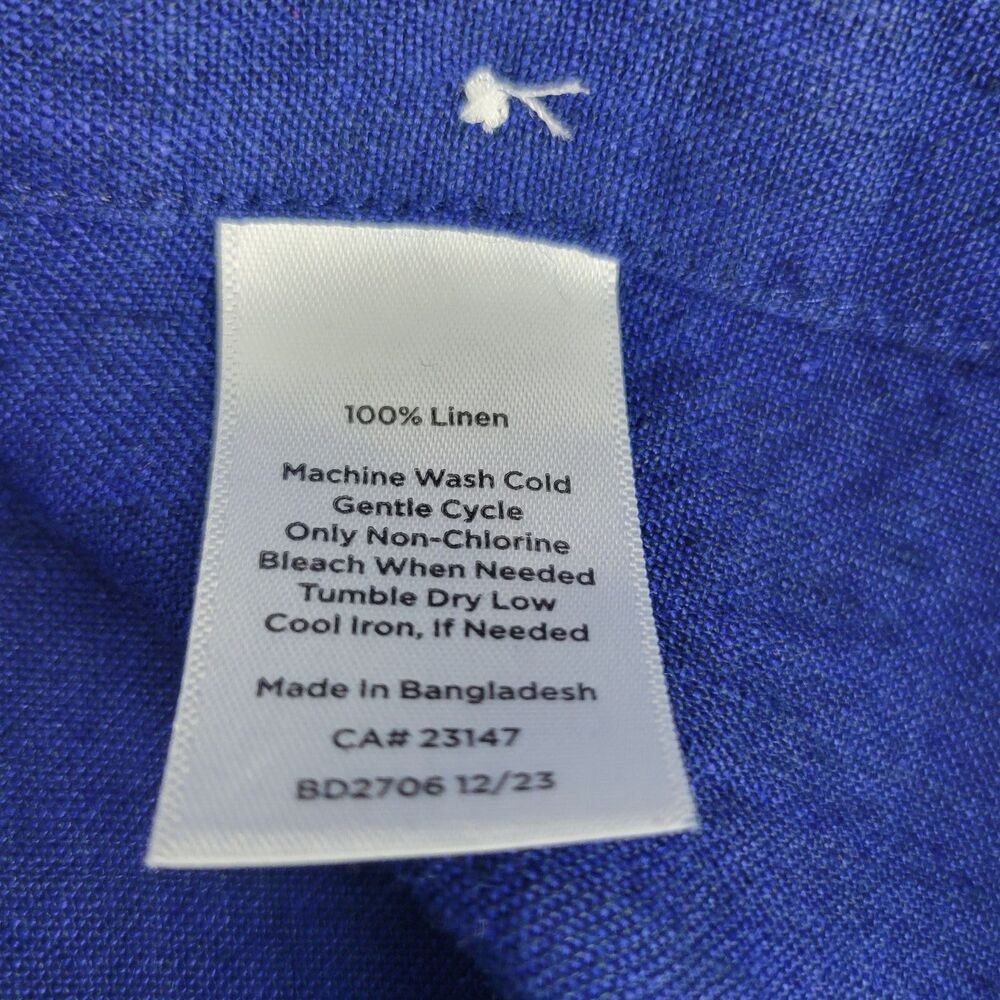 100% Linen
Machine Wash Cold
Gentle Cycle
Only Non-Chlorine
Bleach When Needed
Tumble Dry Low
Cool Iron, If Needed
Made In Bangladesh
CA# 23147
BD2706 12/23